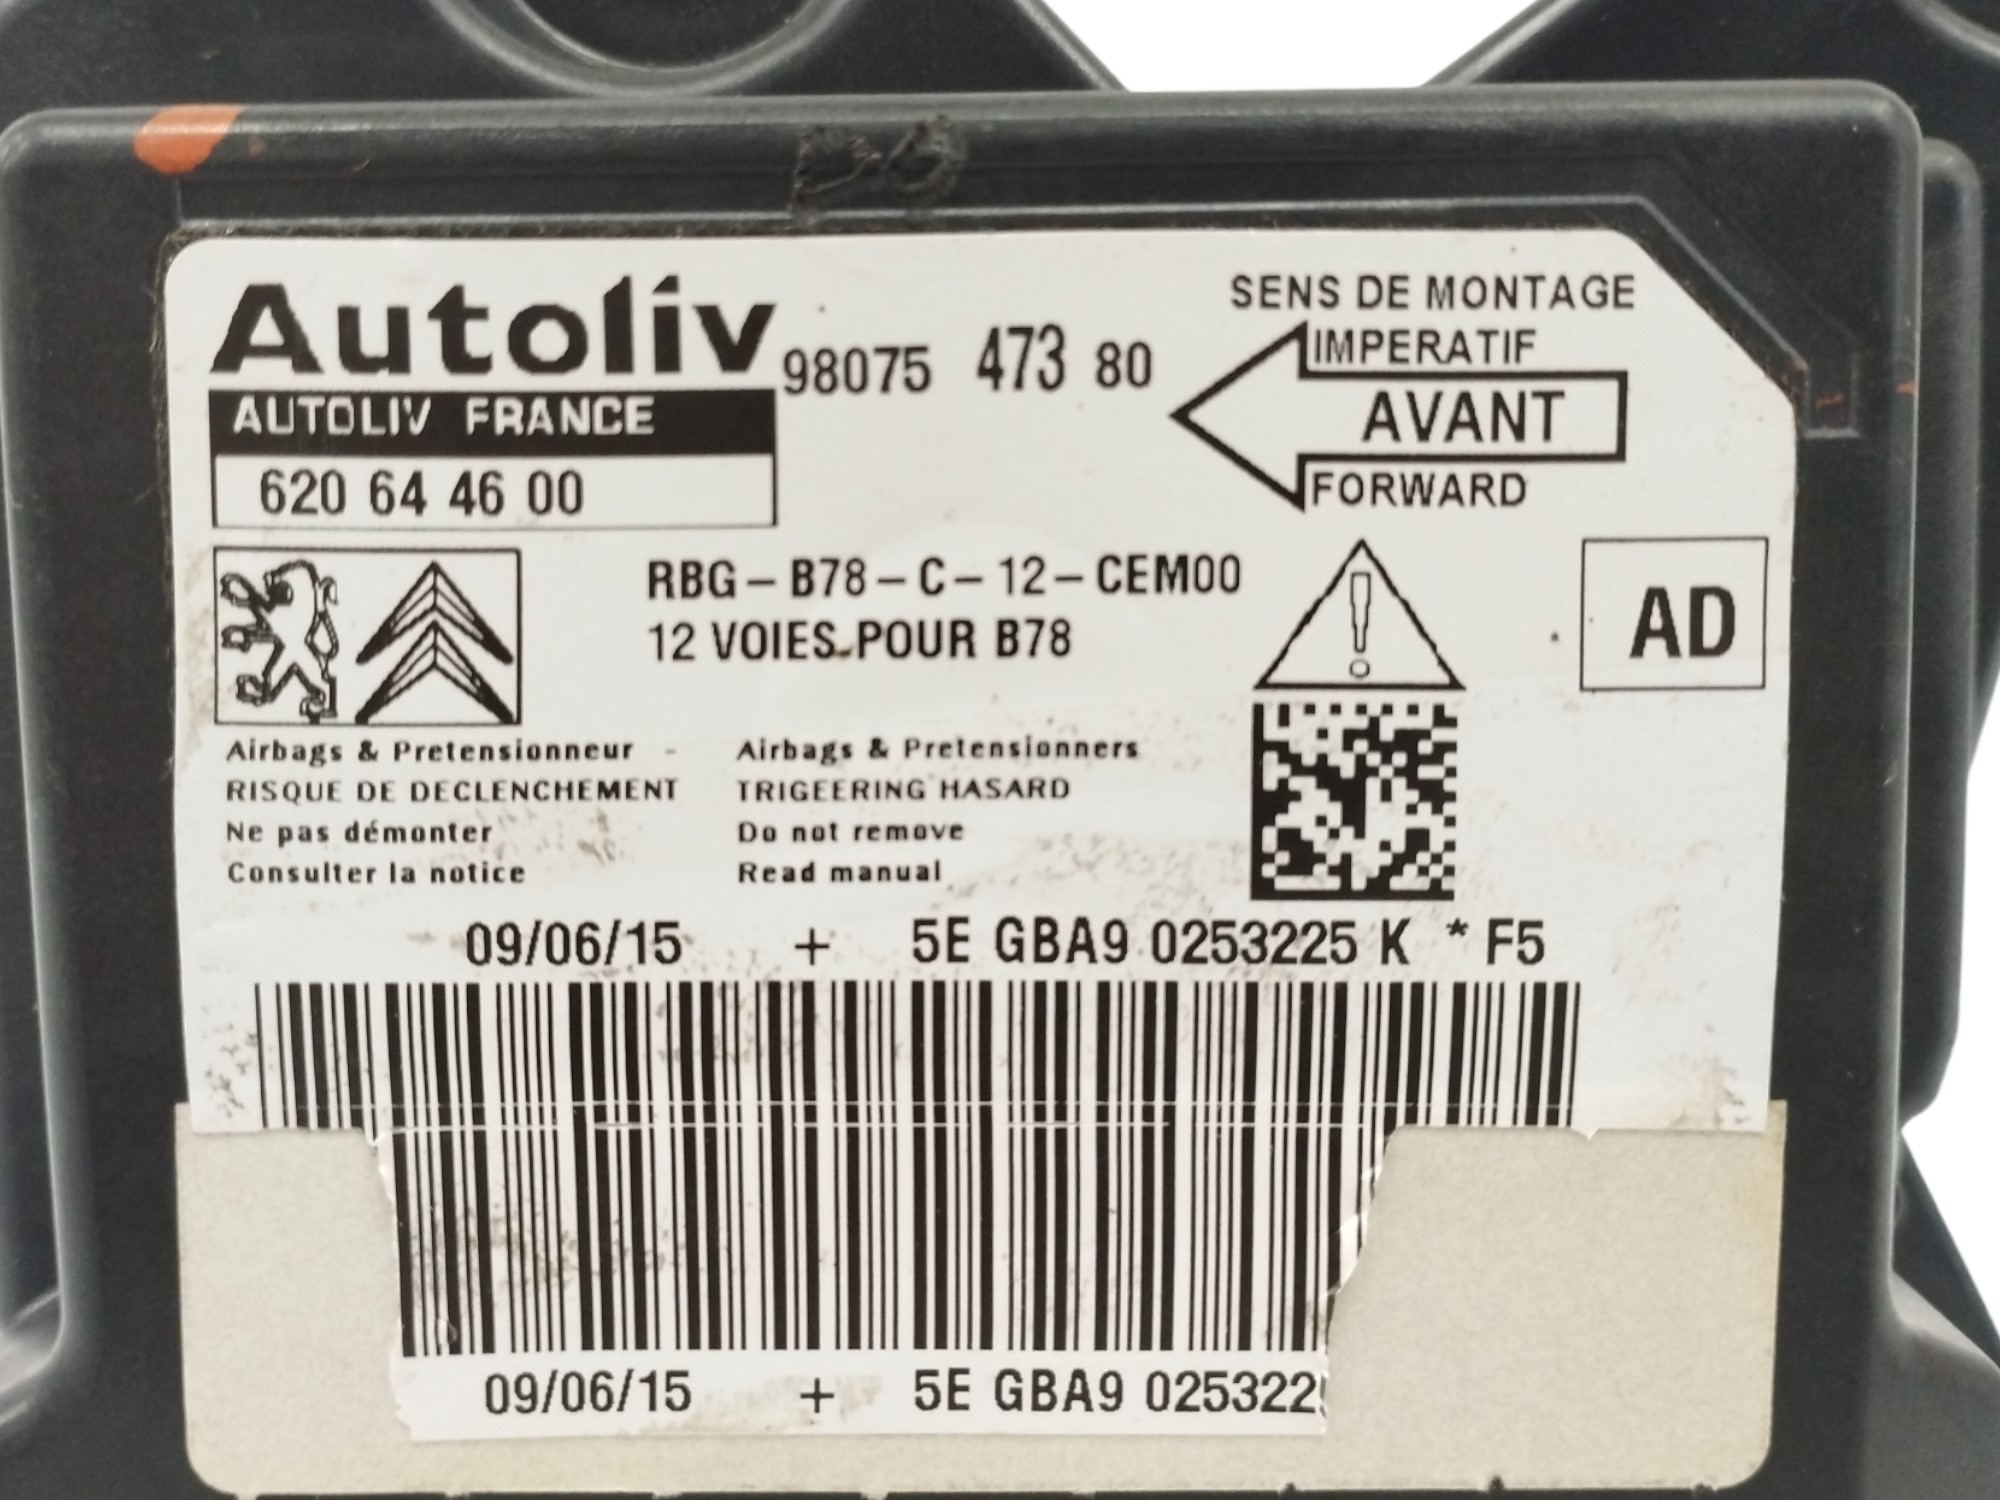 Autoliv
98075 473 80
AUTOLIV FRANCE
620 64 46 00
SENS DE MONTAGE
IMPERATIF
AVANT
FORWARD
RBG-B78-C-12-CEM00
12 VOIES POUR B78
AD
Airbags & Pretensionneur -
RISQUE DE DECLENCHEMENT
Ne pas démonter
Consulter la notice
Airbags & Pretensionners
TRIGEERING HASARD
Do not remove
Read manual
09/06/15 + 5E GBA9 0253225 K * F5
09/06/15 + 5E GBA9 025322